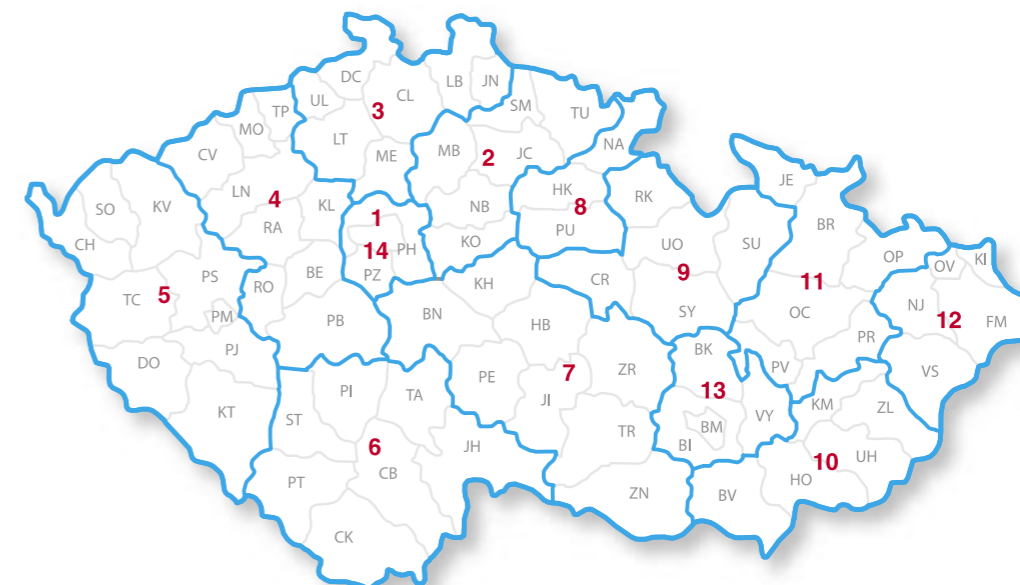 DC
LB
JN
TP
UL
3
CL
SM
TU
MO
LT
CV
ME
MB
2
JC
NA
JE
LN
4
KL
HK
RK
SO
KV
NB
8
BR
RA
1
PU
CH
KO
UO
SU
14
PH
OP
KI
BE
PZ
OV
PS
RO
KH
CR
9
11
TC
5
NJ
PM
PB
BN
HB
SY
OC
12
FM
DO
PJ
BK
PR
PE
7
ZR
PV
VS
PI
TA
13
KT
ST
JI
VY
KM
ZL
BM
TR
6
JH
BI
10
UH
PT
CB
HO
ZN
BV
CK